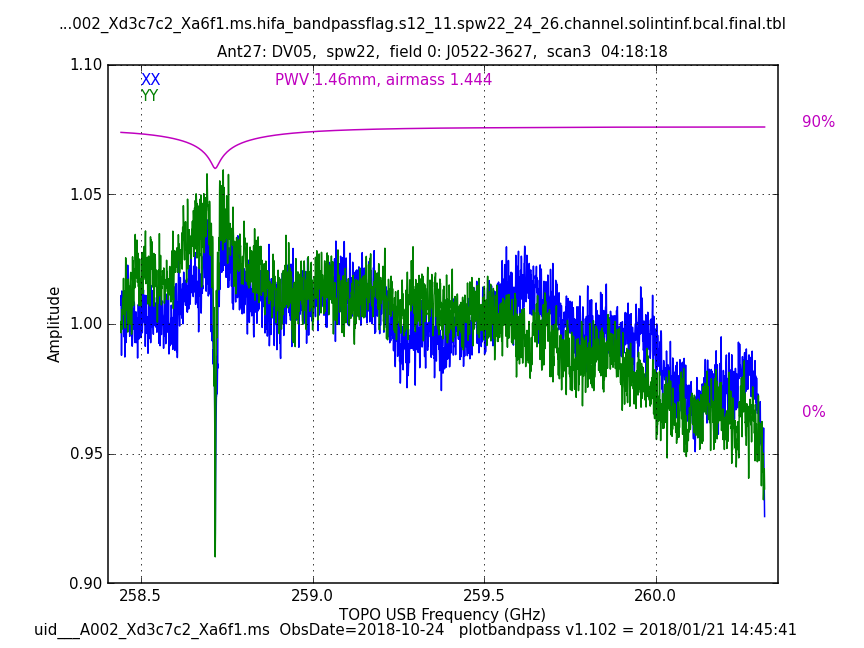 ...002_Xd3c7c2_Xa6f1.ms.hifa_bandpassflag.s12_11.spw22_24_26.channel.solintinf.bcal.final.tbl
Ant27: DV05,  spw22,  field 0: J0522-3627,  scan3  04:18:18
1.10
XX
PWV 1.46mm, airmass 1.444
YY
90%
1.05
Amplitude
1.00
0%
0.95
0.90
258.5
259.0
259.5
260.0
TOPO USB Frequency (GHz)
uid___A002_Xd3c7c2_Xa6f1.ms  ObsDate=2018-10-24   plotbandpass v1.102 = 2018/01/21 14:45:41